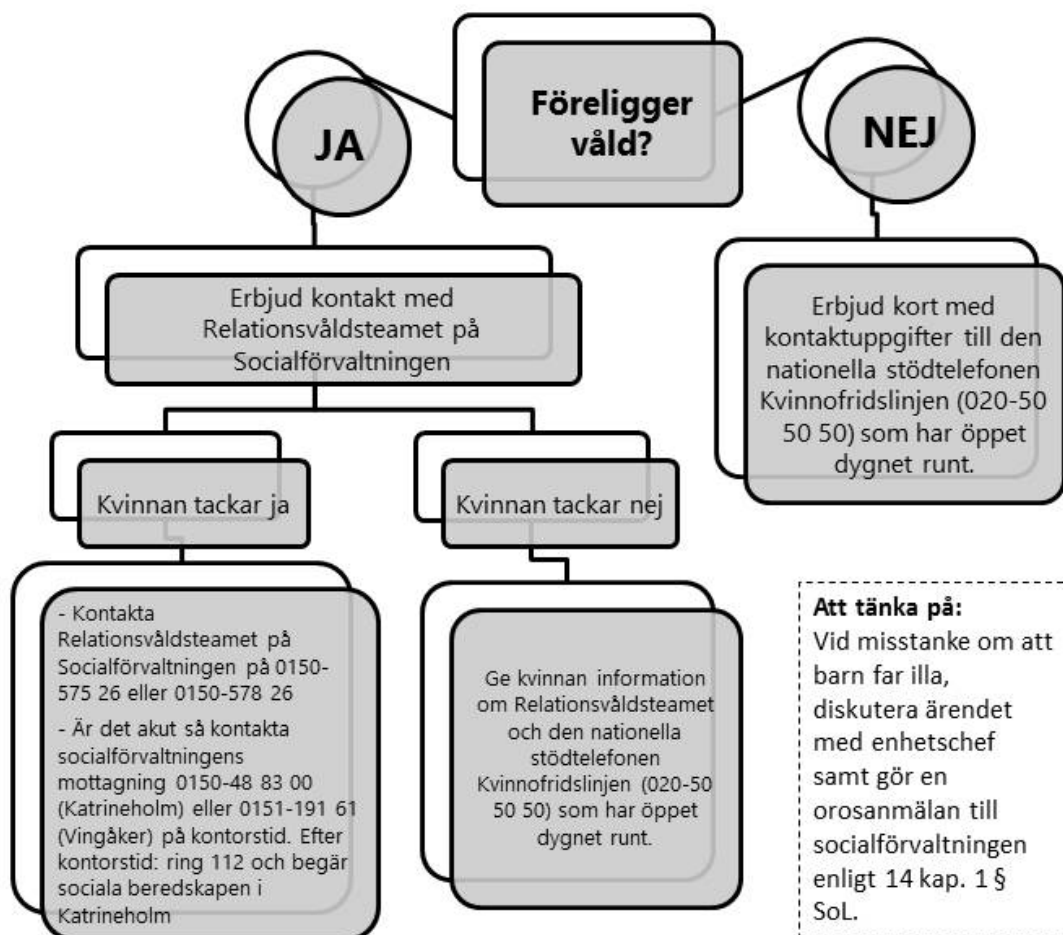 Föreligger
våld?
JA
NEJ
Erbjud kontakt med
Relationsvåldsteamet på
Socialförvaltningen
Erbjud kort med
kontaktuppgifter till den
nationella stödtelefonen
Kvinnofridslinjen (020-50
50 50) som har öppet
dygnet runt.
Kvinnan tackar ja
Kvinnan tackar nej
- Kontakta
Relationsvåldsteamet på
Socialförvaltningen på 0150-
575 26 eller 0150-578 26
- Är det akut så kontakta
socialförvaltningens
mottagning 0150-48 83 00
(Katrineholm) eller 0151-191 61
(Vingåker) på kontorstid. Efter
kontorstid: ring 112 och begär
sociala beredskapen i
Katrineholm
Ge kvinnan information
om Relationsvåldsteamet
och den nationella
stödtelefonen
Kvinnofridslinjen (020-50
50 50) som har öppet
dygnet runt.
Att tänka på:
Vid misstanke om att
barn far illa,
diskutera ärendet
med enhetschef
samt gör en
orosanmälan till
socialförvaltningen
enligt 14 kap. 1 §
SoL.